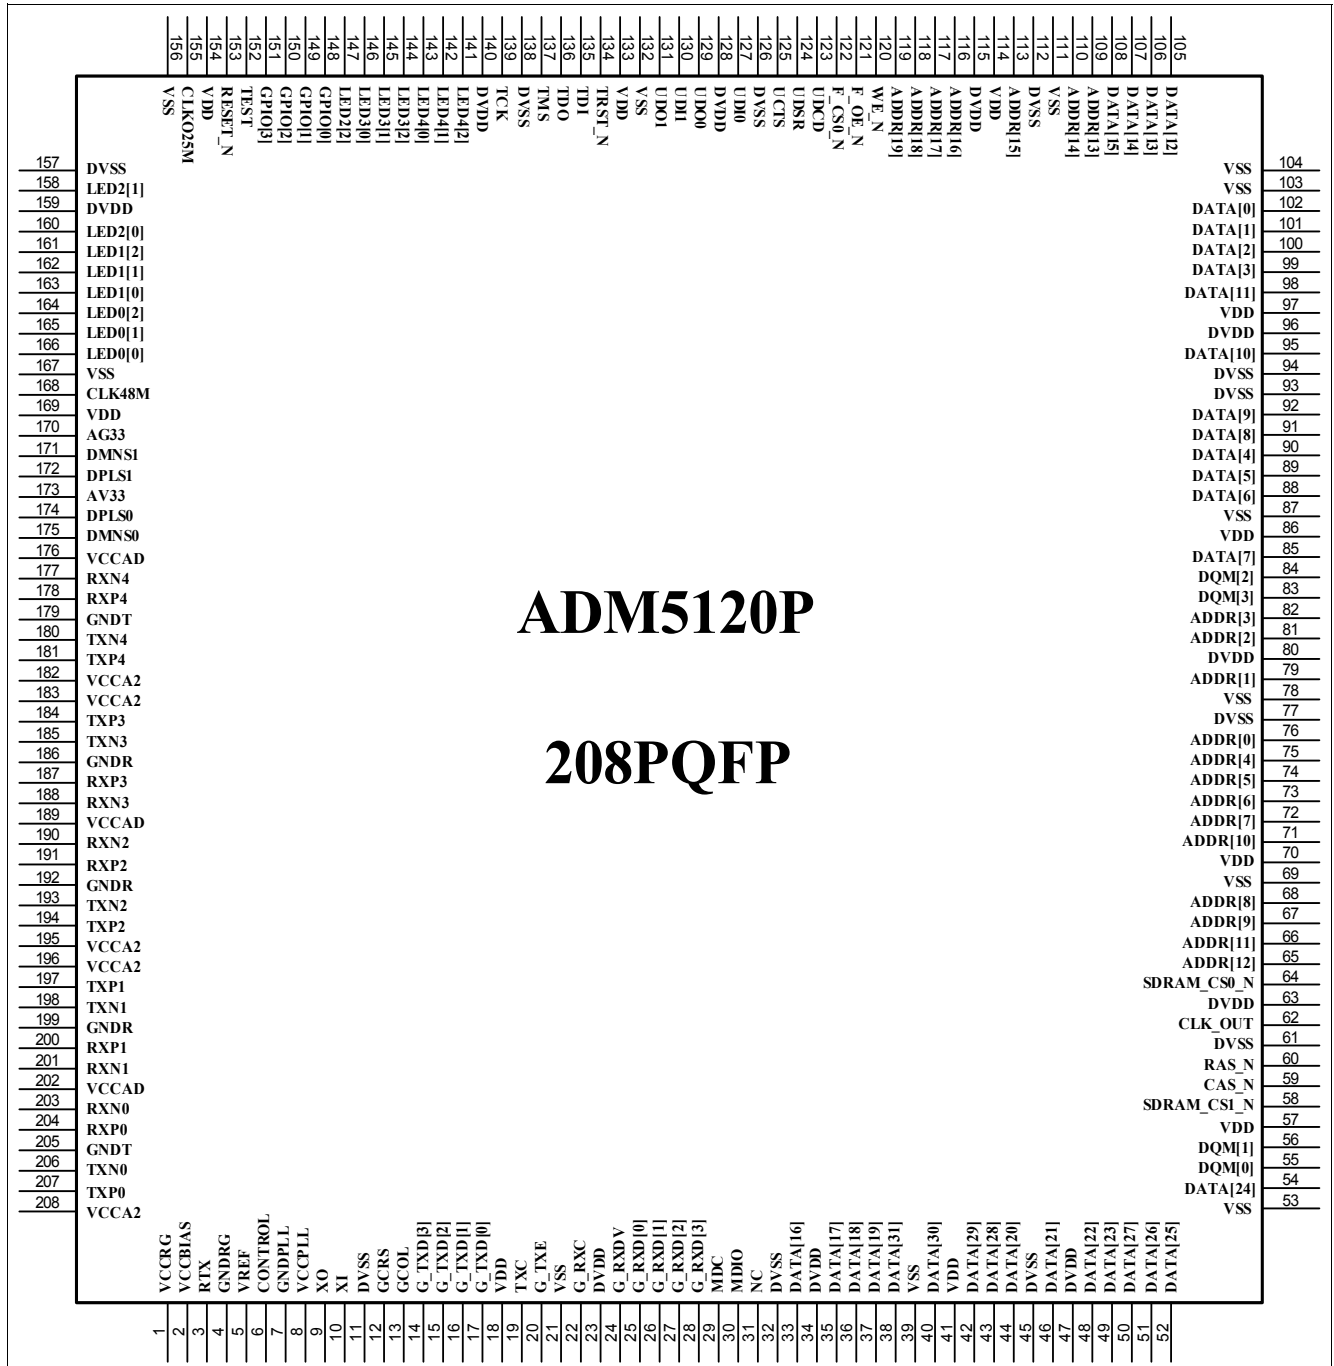 156 VSS
155 CLKO25M
154 VDD
153 RESET_N
152 TEST
151 GPIO[3]
150 GPIO[2]
149 GPIO[1]
148 GPIO[0]
147 LED2[2]
146 LED3[0]
145 LED3[1]
144 LED3[2]
143 LED4[0]
142 LED4[1]
141 LED4[2]
140 DVDD
139 TCK
138 DVSS
137 TMS
136 TDO
135 TDI
134 TRST_N
133 VDD
132 VSS
131 UDO1
130 UDI1
129 UDO0
128 DVDD
127 UDI0
126 DVSS
125 UCTS
124 UDSR
123 UDCD
122 F_CS0_N
121 F_OE_N
120 WE_N
119 ADDR[19]
118 ADDR[18]
117 ADDR[17]
116 ADDR[16]
115 DVDD
114 VDD
113 ADDR[15]
112 DVSS
111 VSS
110 ADDR[14]
109 ADDR[13]
108 DATA[15]
107 DATA[14]
106 DATA[13]
105 DATA[12]
157 DVSS
158 LED2[1]
159 DVDD
160 LED2[0]
161 LED1[2]
162 LED1[1]
163 LED1[0]
164 LED0[2]
165 LED0[1]
166 LED0[0]
167 VSS
168 CLK48M
169 VDD
170 AG33
171 DMNS1
172 DPLS1
173 AV33
174 DPLS0
175 DMNS0
176 VCCAD
177 RXN4
178 RXP4
179 GNDT
180 TXN4
181 TXP4
182 VCCA2
183 VCCA2
184 TXP3
185 TXN3
186 GNDR
187 RXP3
188 RXN3
189 VCCAD
190 RXN2
191 RXP2
192 GNDR
193 TXN2
194 TXP2
195 VCCA2
196 VCCA2
197 TXP1
198 TXN1
199 GNDR
200 RXP1
201 RXN1
202 VCCAD
203 RXN0
204 RXP0
205 GNDT
206 TXN0
207 TXP0
208 VCCA2
ADM5120P
208PQFP
VSS 104
VSS 103
DATA[0] 102
DATA[1] 101
DATA[2] 100
DATA[3] 99
DATA[11] 98
VDD 97
DVDD 96
DATA[10] 95
DVSS 94
DVSS 93
DATA[9] 92
DATA[8] 91
DATA[4] 90
DATA[5] 89
DATA[6] 88
VSS 87
VDD 86
DATA[7] 85
DQM[2] 84
DQM[3] 83
ADDR[3] 82
ADDR[2] 81
DVDD 80
ADDR[1] 79
VSS 78
DVSS 77
ADDR[0] 76
ADDR[4] 75
ADDR[5] 74
ADDR[6] 73
ADDR[7] 72
ADDR[10] 71
VDD 70
VSS 69
ADDR[8] 68
ADDR[9] 67
ADDR[11] 66
ADDR[12] 65
SDRAM_CS0_N 64
DVDD 63
CLK_OUT 62
DVSS 61
RAS_N 60
CAS_N 59
SDRAM_CS1_N 58
VDD 57
DQM[1] 56
DQM[0] 55
DATA[24] 54
VSS 53
VCCRG 1
VCCBIAS 2
RTX 3
GNDRG 4
VREF 5
CONTROL 6
GNDPLL 7
VCCPLL 8
XO 9
XI 10
DVSS 11
GCRS 12
GCOL 13
G_TXD[3] 14
G_TXD[2] 15
G_TXD[1] 16
G_TXD[0] 17
VDD 18
TXC 19
G_TXE 20
VSS 21
G_RXC 22
DVDD 23
G_RXDV 24
G_RXD[0] 25
G_RXD[1] 26
G_RXD[2] 27
G_RXD[3] 28
MDC 29
MDIO 30
NC 31
DVSS 32
DATA[16] 33
DVDD 34
DATA[17] 35
DATA[18] 36
DATA[19] 37
DATA[31] 38
VSS 39
DATA[30] 40
VDD 41
DATA[29] 42
DATA[28] 43
DATA[20] 44
DVSS 45
DATA[21] 46
DVDD 47
DATA[22] 48
DATA[23] 49
DATA[27] 50
DATA[26] 51
DATA[25] 52